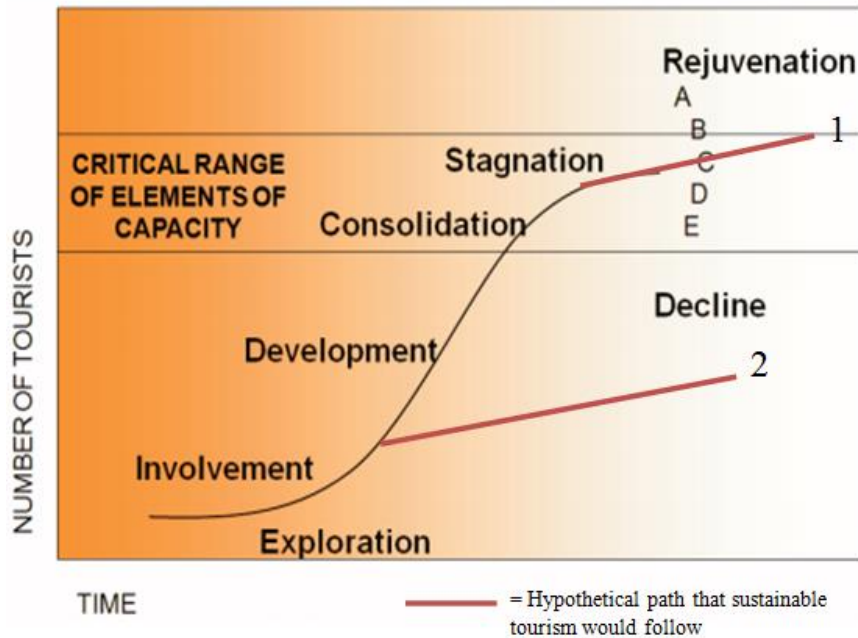 Rejuvenation
A
B
1
CRITICAL RANGE
OF ELEMENTS OF
CAPACITY
Stagnation
C
D
Consolidation
E
NUMBER OF TOURISTS
Decline
Development
2
Involvement
Exploration
TIME
= Hypothetical path that sustainable
tourism would follow